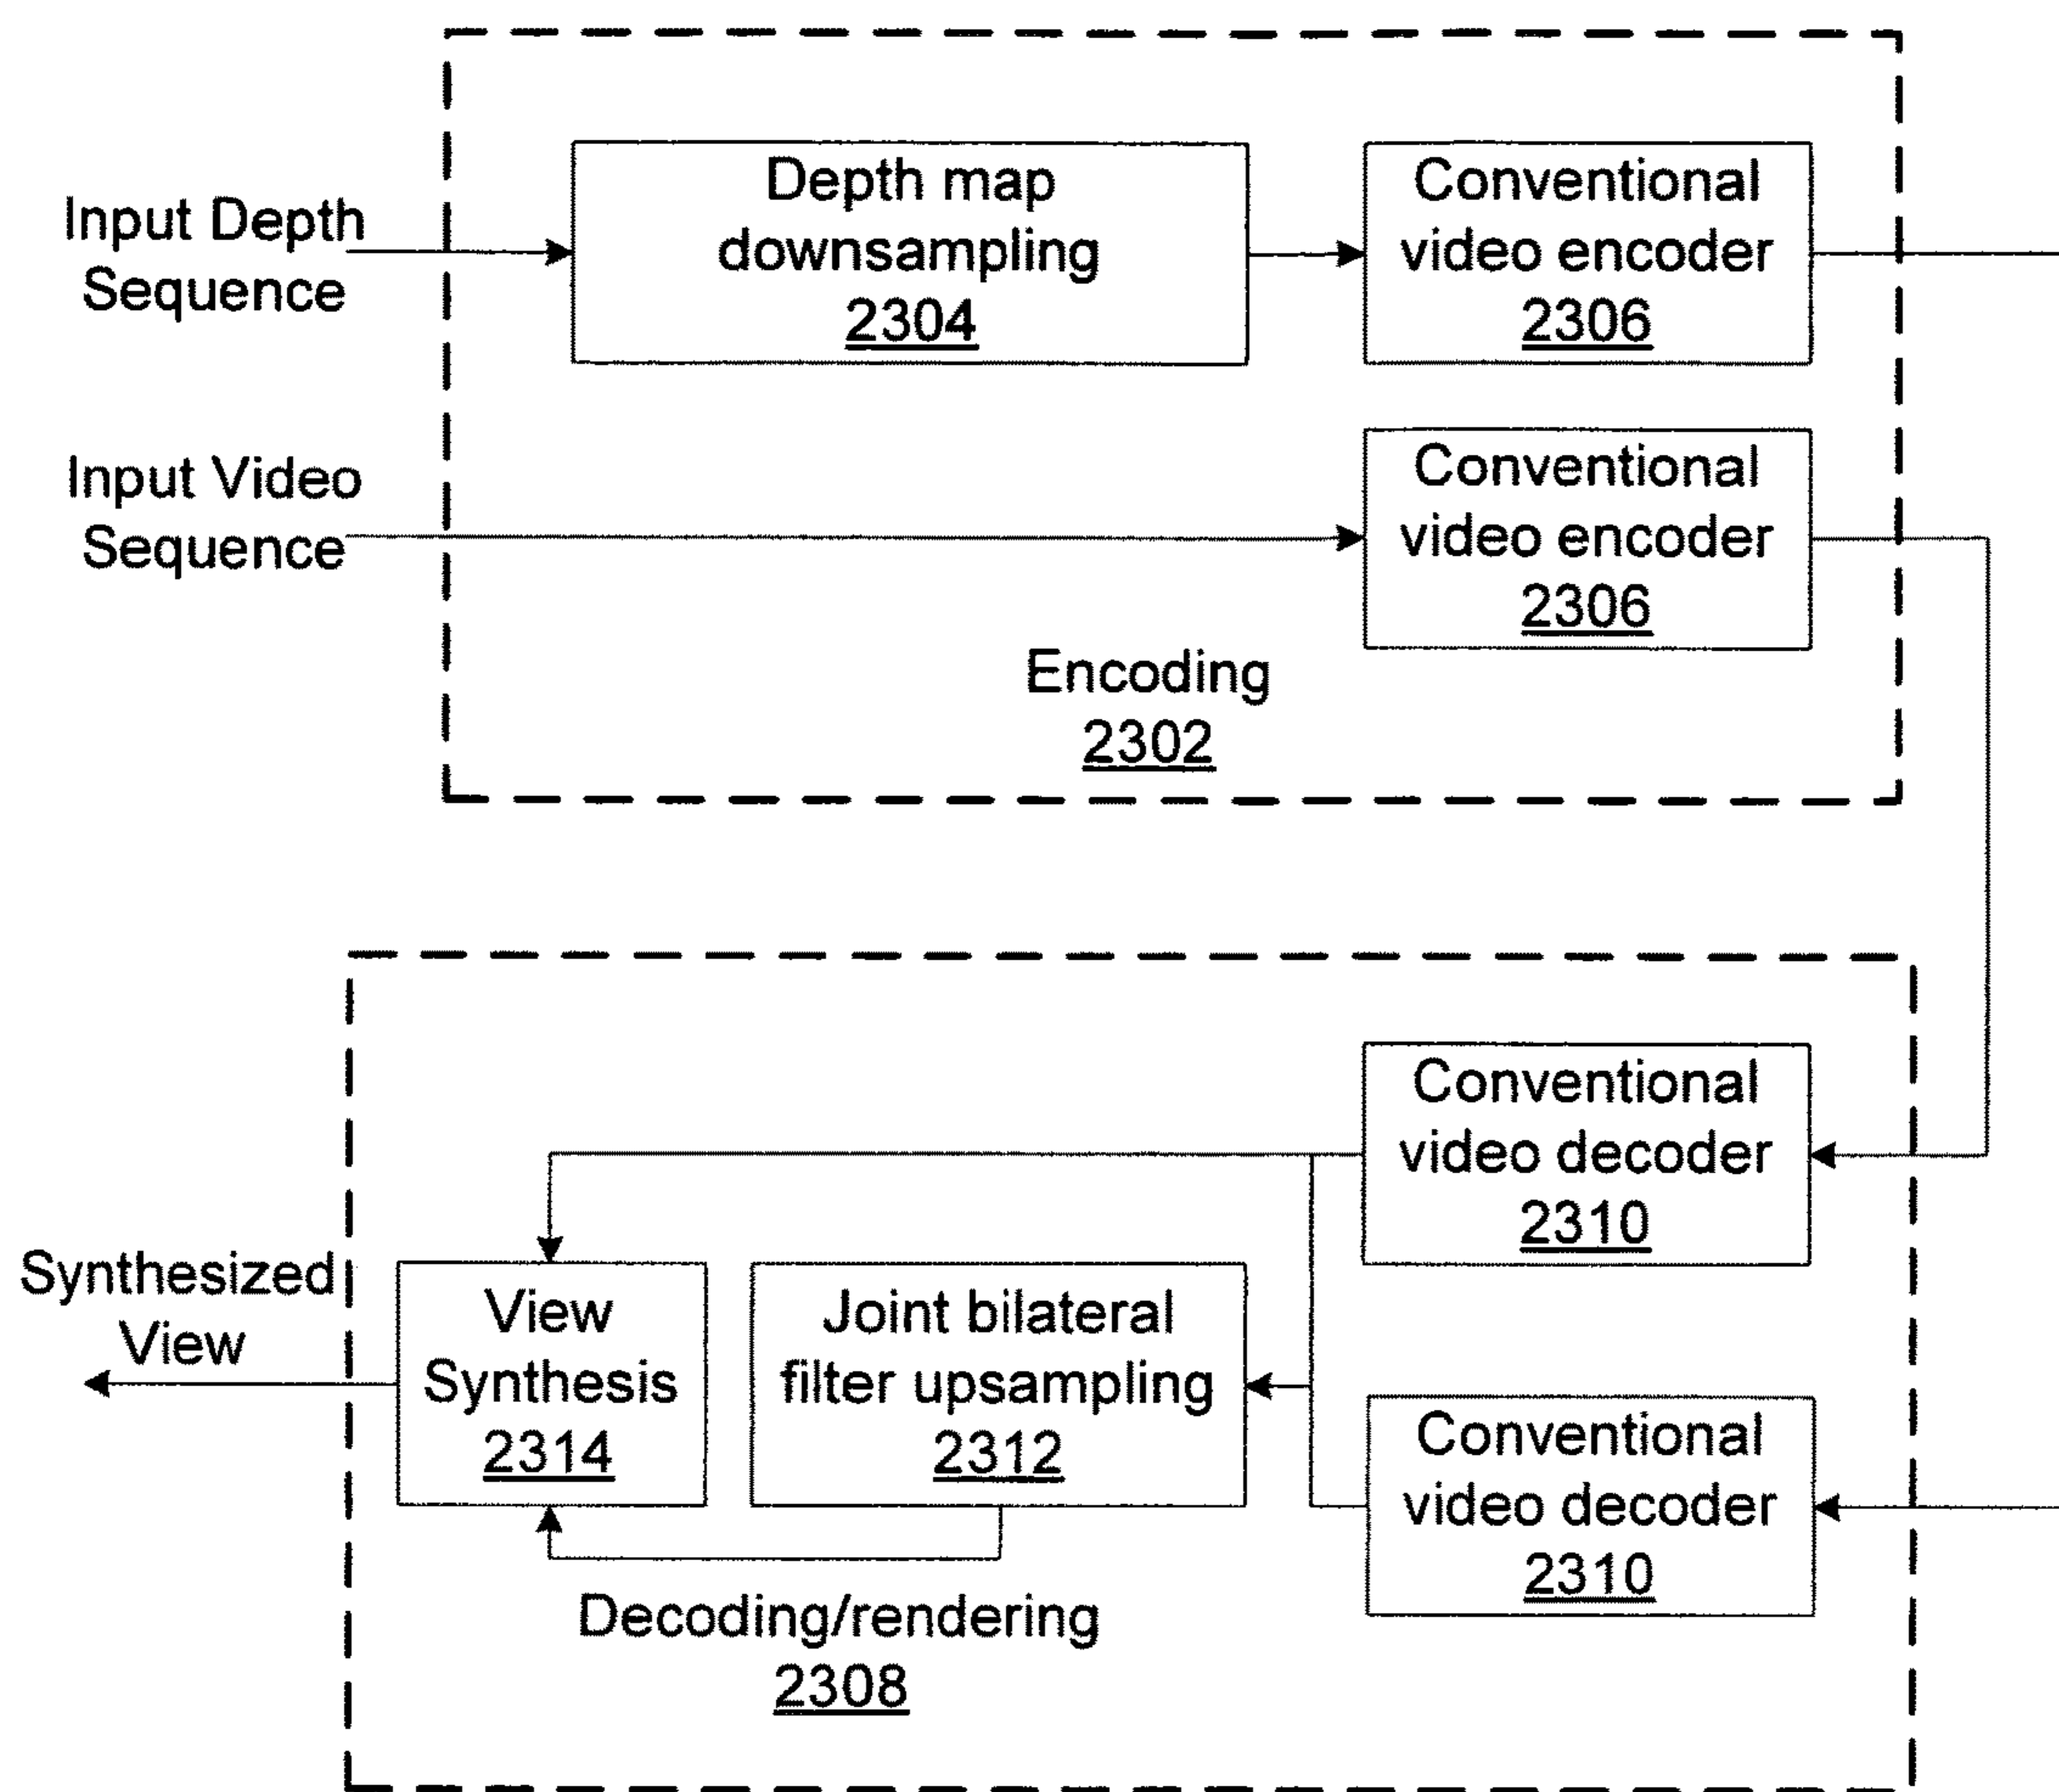 Input Depth
Sequence
Depth map
downsampling
2304
Conventional
video encoder
2306
Input Video
Sequence
Conventional
video encoder
2306
Encoding
2302
Conventional
video decoder
2310
Synthesized
View
View
Synthesis
2314
Joint bilateral
filter upsampling
2312
Conventional
video decoder
2310
Decoding/rendering
2308